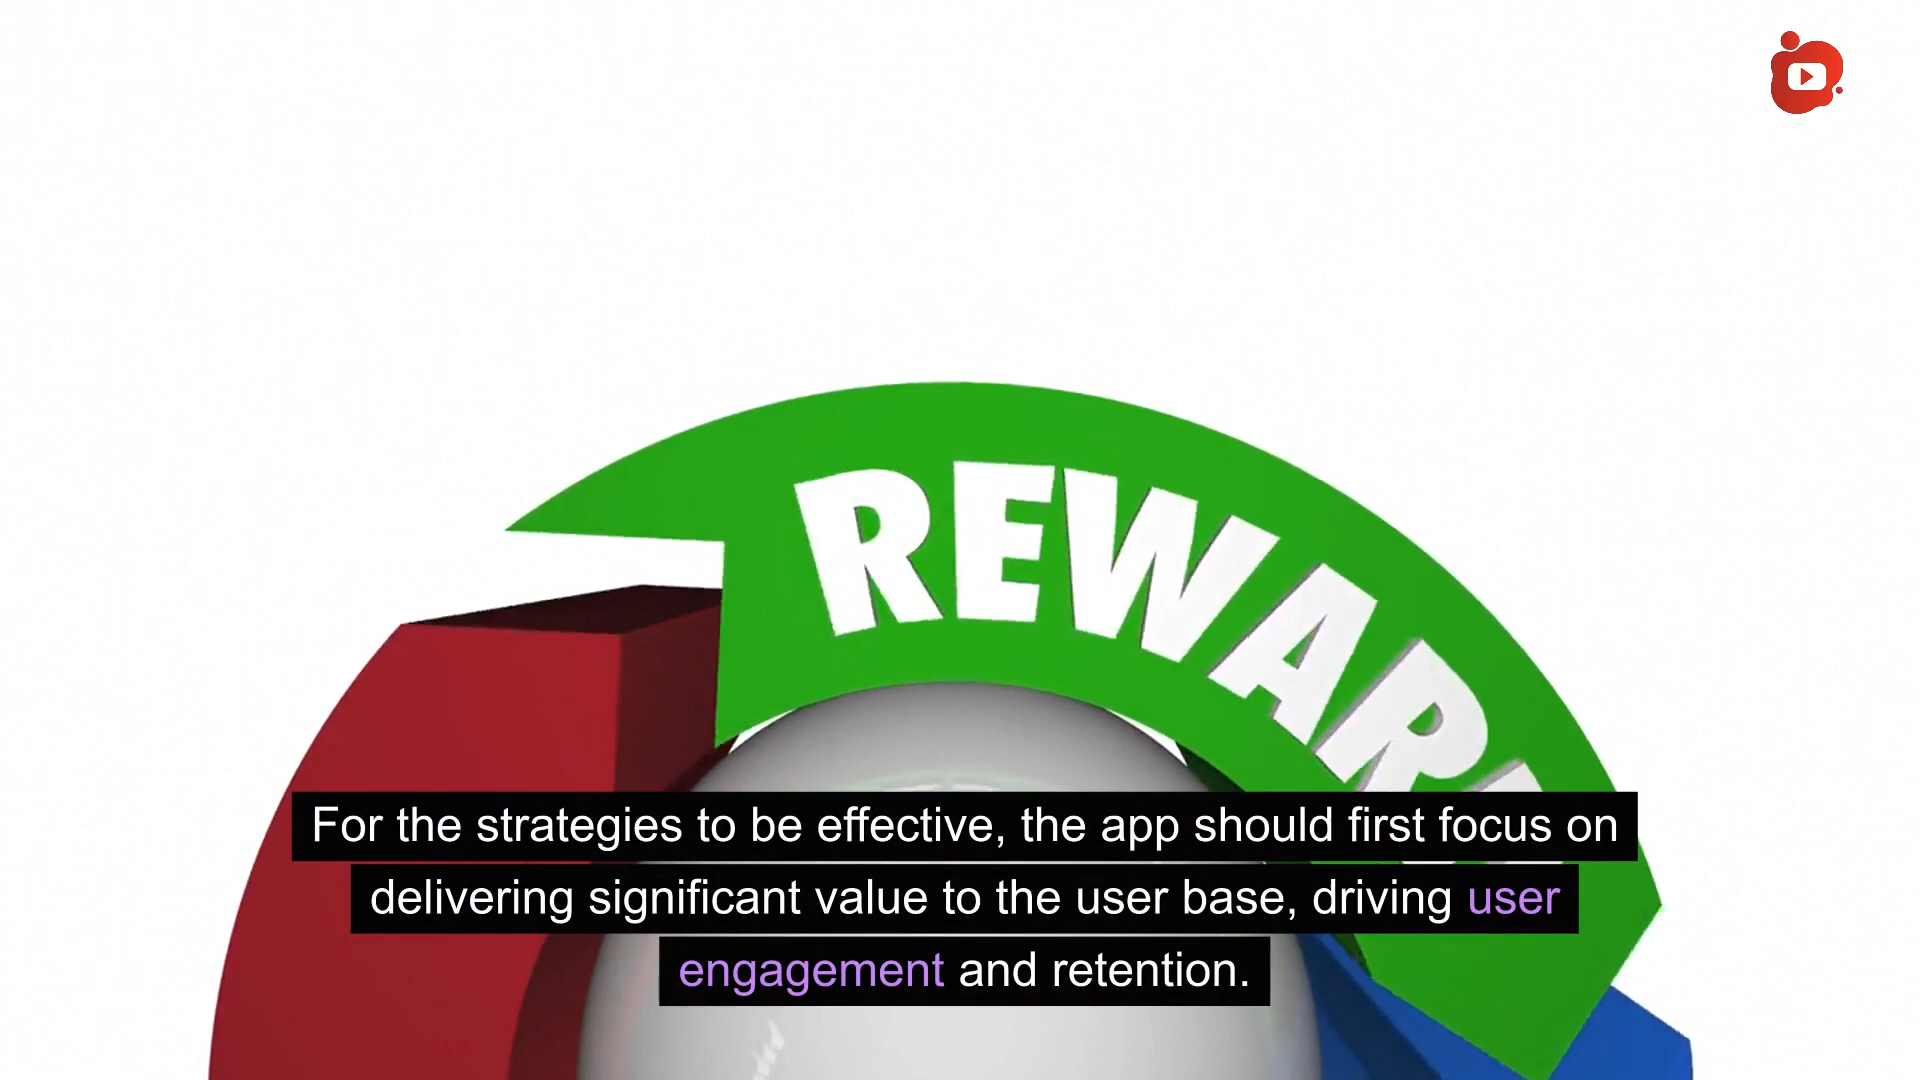 REWARD
For the strategies to be effective, the app should first focus on
delivering significant value to the user base, driving user
engagement and retention.